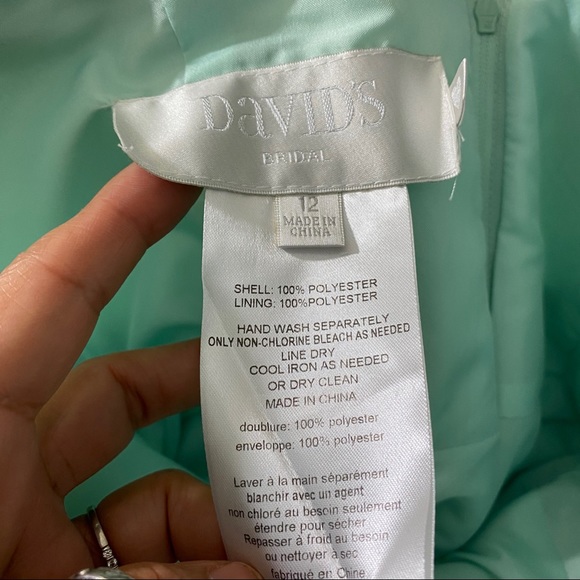 DaVID'S
BRIDAL
12
MADE IN
CHINA
SHELL: 100% POLYESTER
LINING: 100%POLYESTER
HAND WASH SEPARATELY
ONLY NON-CHLORINE BLEACH AS NEEDED
LINE DRY
COOL IRON AS NEEDED
OR DRY CLEAN
MADE IN CHINA
doublure: 100% polyester
enveloppe: 100% polyester
Laver à la main séparément
blanchir avec un agent
non chloré au besoin seulement
étendre pour sécher
Repasser à froid au besoin
ou nettoyer à sec
fabriqué en Chine